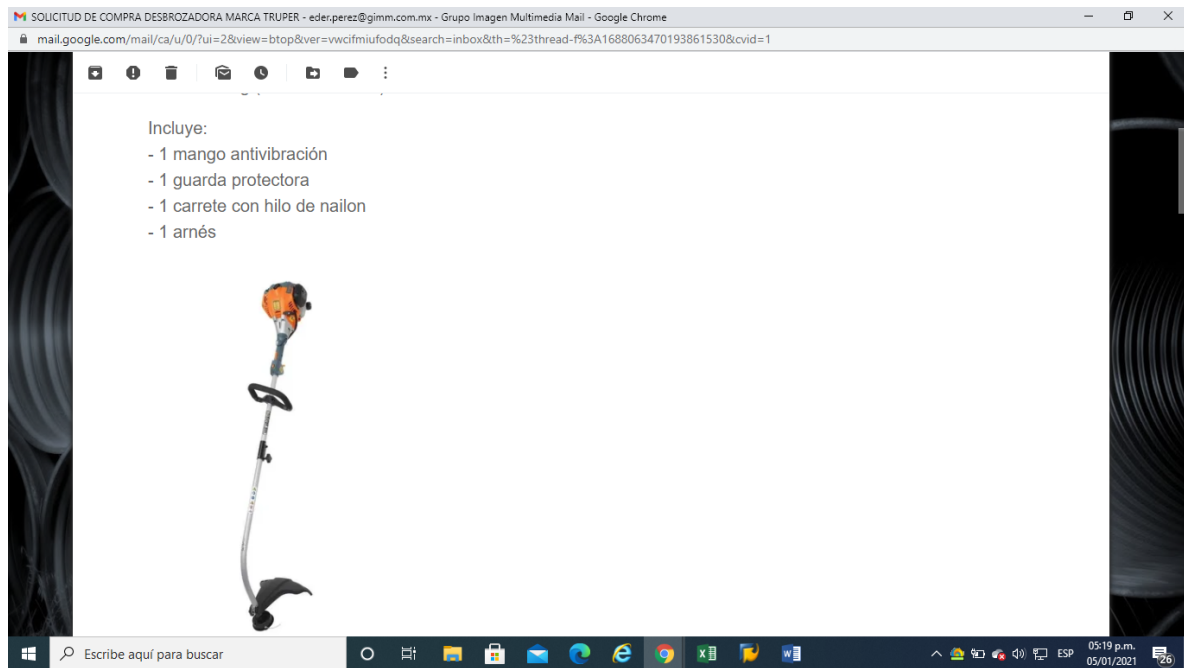 SOLICITUD DE COMPRA DESBROZADORA MARCA TRUPER - eder.perez@gimm.com.mx - Grupo Imagen Multimedia Mail - Google Chrome
mail.google.com/mail/ca/u/0/?ui=2&view=btop&ver=vwcifmiufodq&search=inbox&th=%23thread-f%3A1688063470193861530&cvid=1
Incluye:
- 1 mango antivibración
- 1 guarda protectora
- 1 carrete con hilo de nailon
- 1 arnés
Escribe aquí para buscar
ESP
05:19 p.m.
05/01/2021
26